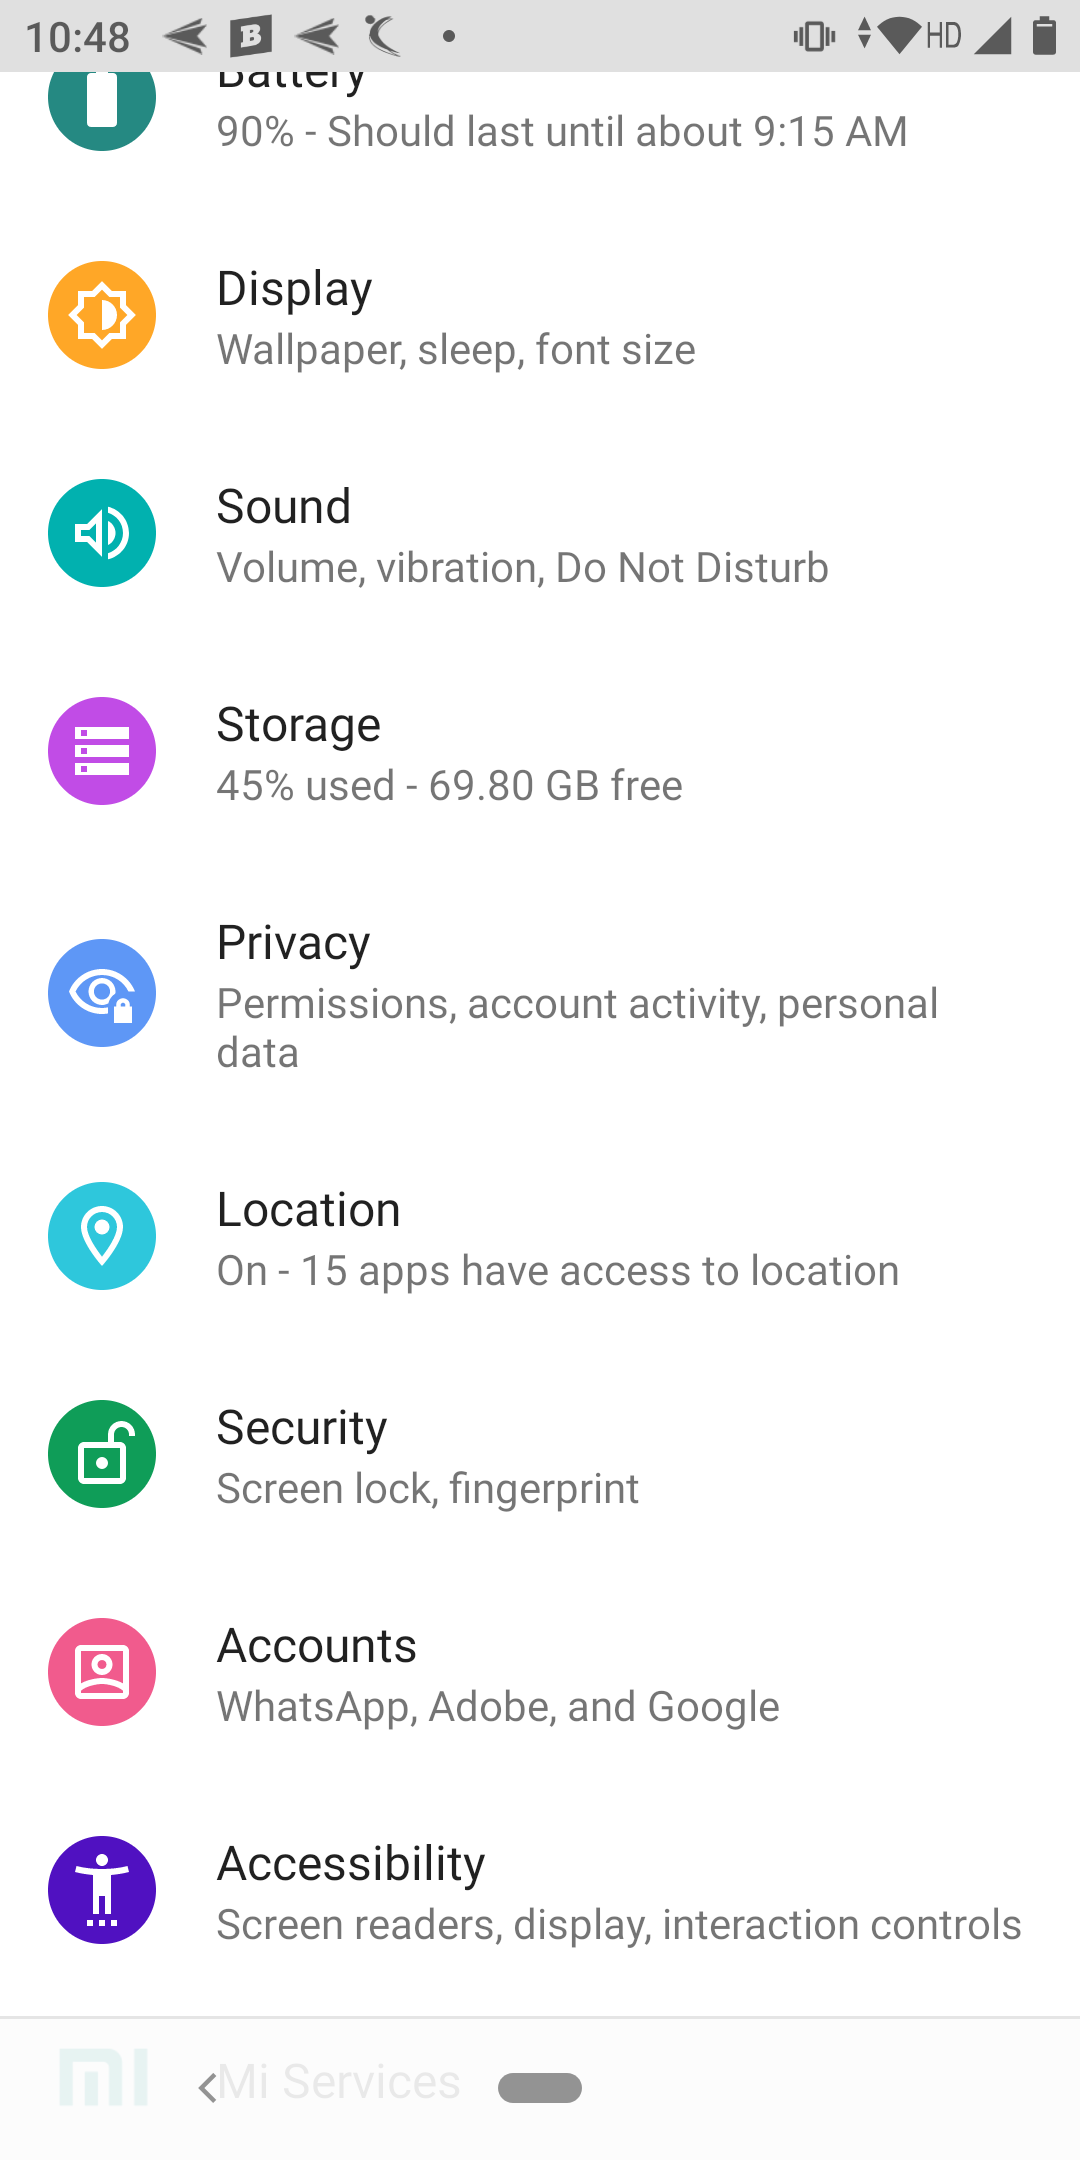 10:48
B
HD
Battery
90% - Should last until about 9:15 AM
Display
Wallpaper, sleep, font size
Sound
Volume, vibration, Do Not Disturb
Storage
45% used - 69.80 GB free
Privacy
Permissions, account activity, personal
data
Location
On - 15 apps have access to location
Security
Screen lock, fingerprint
Accounts
WhatsApp, Adobe, and Google
Accessibility
Screen readers, display, interaction controls
MI
Mi Services